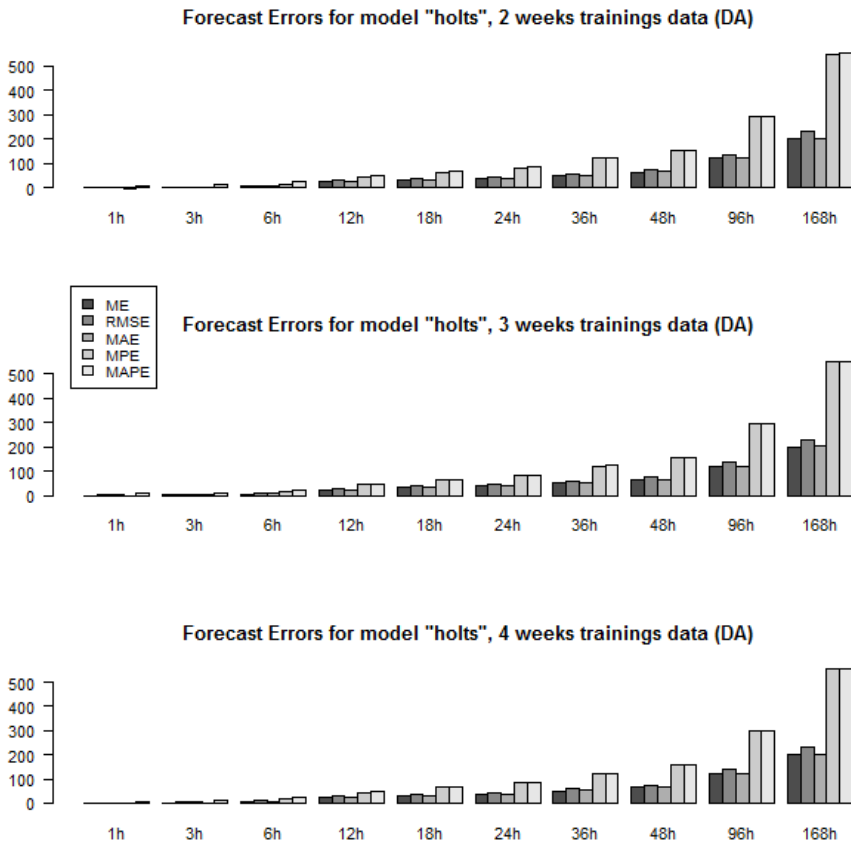 Forecast Errors for model "holts", 2 weeks trainings data (DA)
500
400
300
200
100
0
1h 3h 6h 12h 18h 24h 36h 48h 96h 168h
ME
RMSE
MAE
MPE
MAPE
Forecast Errors for model "holts", 3 weeks trainings data (DA)
500
400
300
200
100
0
1h 3h 6h 12h 18h 24h 36h 48h 96h 168h
Forecast Errors for model "holts", 4 weeks trainings data (DA)
500
400
300
200
100
0
1h 3h 6h 12h 18h 24h 36h 48h 96h 168h